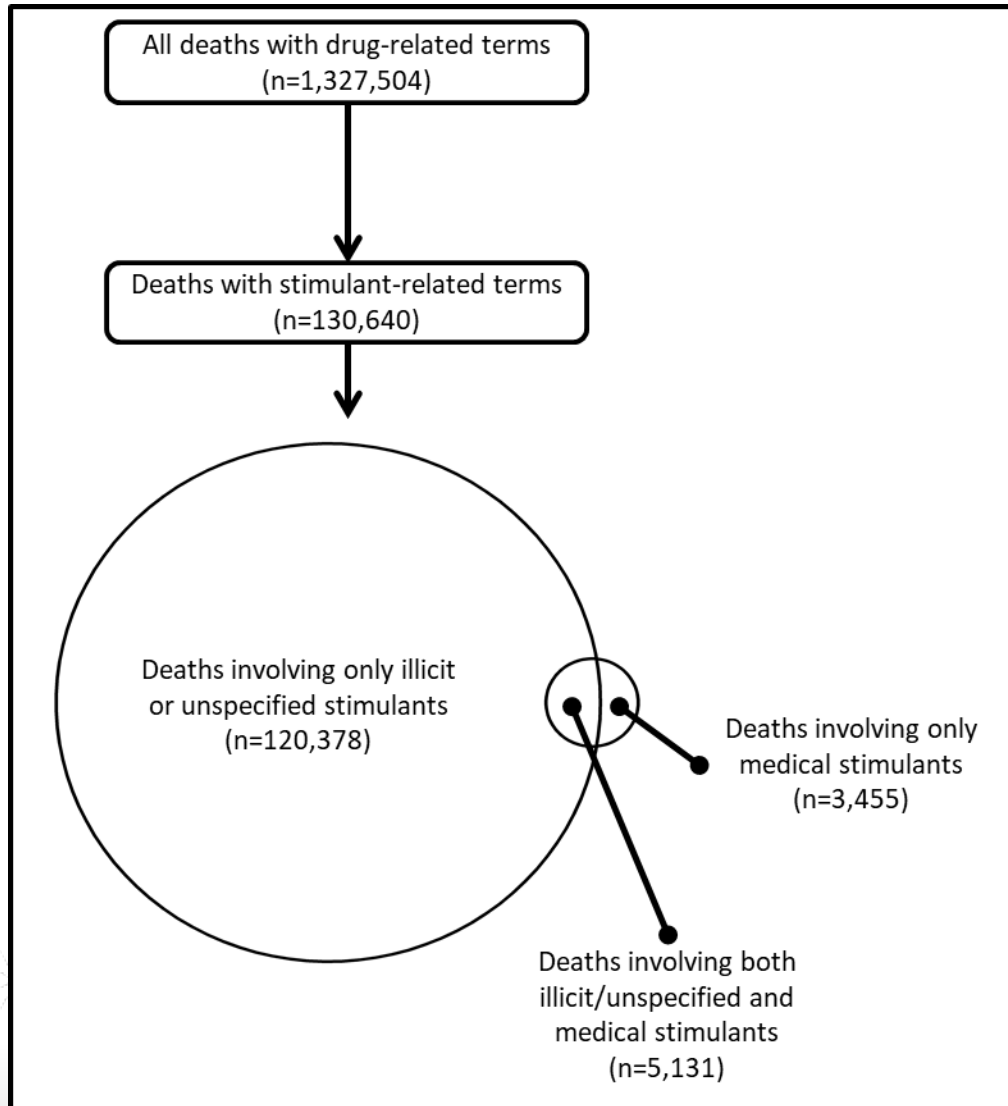 All deaths with drug-related terms
(n=1,327,504)
Deaths with stimulant-related terms
(n=130,640)
Deaths involving only illicit
or unspecified stimulants
(n=120,378)
Deaths involving only
medical stimulants
(n=3,455)
Deaths involving both
illicit/unspecified and
medical stimulants
(n=5,131)